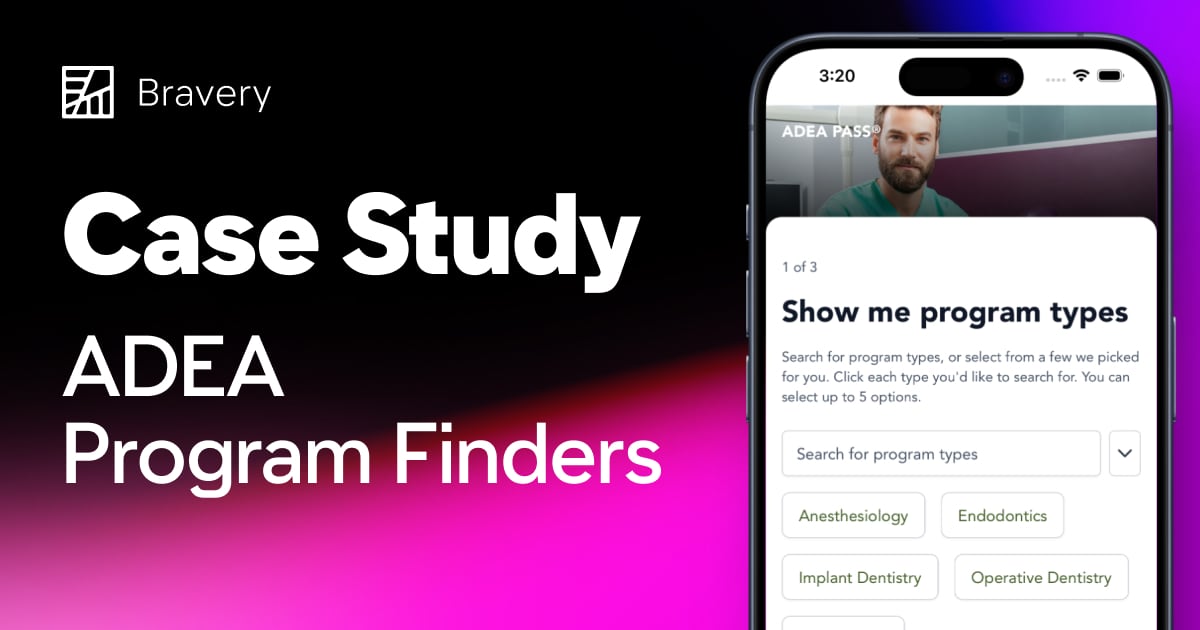 Bravery
Case Study
ADEA
Program Finders
3:20
ADEA PASS®
1 of 3
Show me program types
Search for program types, or select from a few we picked
for you. Click each type you'd like to search for. You can
select up to 5 options.
Search for program types
Anesthesiology
Endodontics
Implant Dentistry
Operative Dentistry